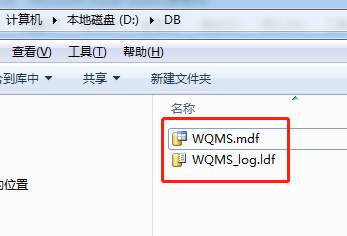 计算机 ▸ 本地磁盘 (D:) ▸ DB
查看(V) 工具(T) 帮助(H)
含到库中 共享 新建文件夹
名称
WQMS.mdf
WQMS_log.ldf
的位置